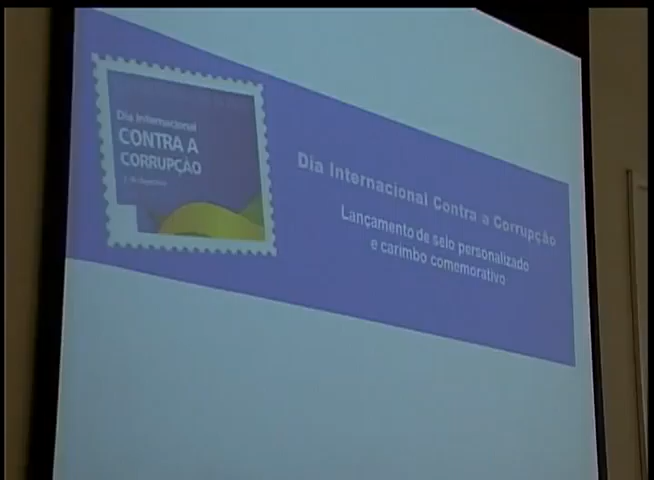 Dia Internacional
CONTRA A
CORRUPÇÃO
Dia Internacional Contra a Corrupção
Lançamento de selo personalizado
e carimbo comemorativo